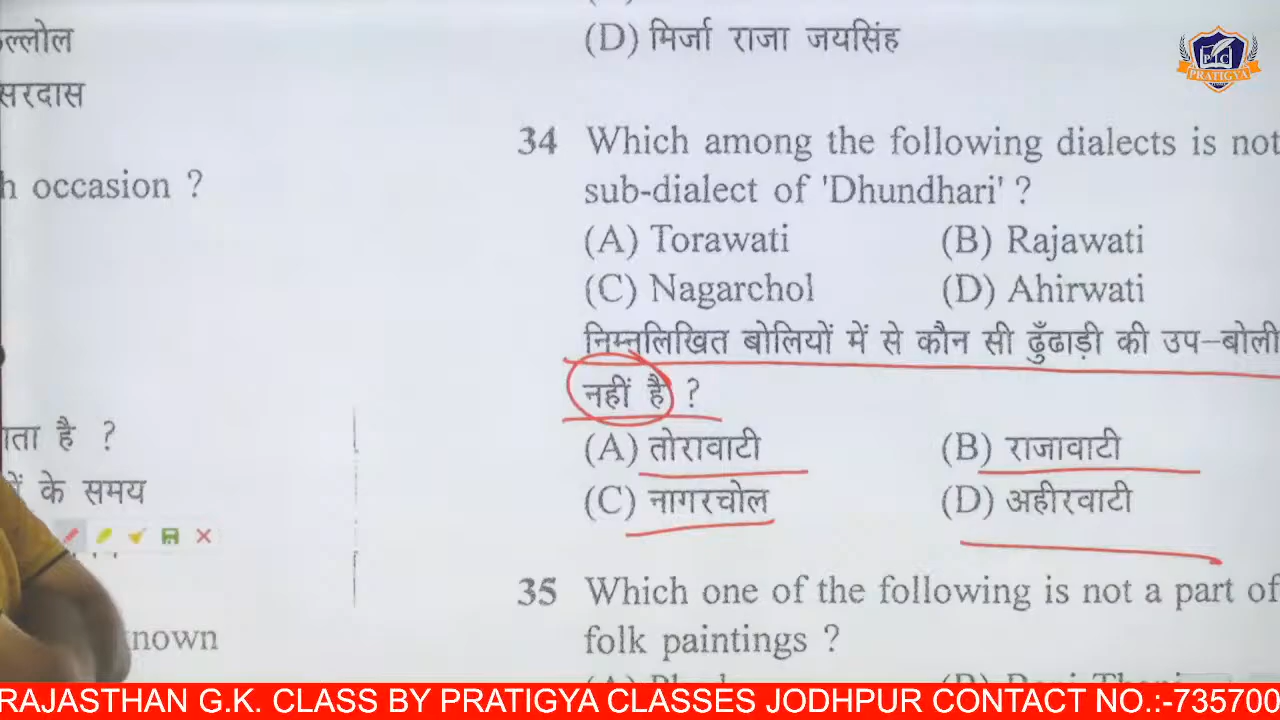 ल्लोल
सरदास
h occasion ?
ता है ?
के समय
known
(D) मिर्जा राजा जयसिंह
34 Which among the following dialects is not
sub-dialect of 'Dhundhari' ?
(A) Torawati (B) Rajawati
(C) Nagarchol (D) Ahirwati
निम्नलिखित बोलियों में से कौन सी ढुँढाड़ी की उप-बोली
नहीं है ?
(A) तोरावाटी (B) राजावाटी
(C) नागरचोल (D) अहीरवाटी
35 Which one of the following is not a part of
folk paintings ?
PTC
PRATIGYA
RAJASTHAN G.K. CLASS BY PRATIGYA CLASSES JODHPUR CONTACT NO.:-735700